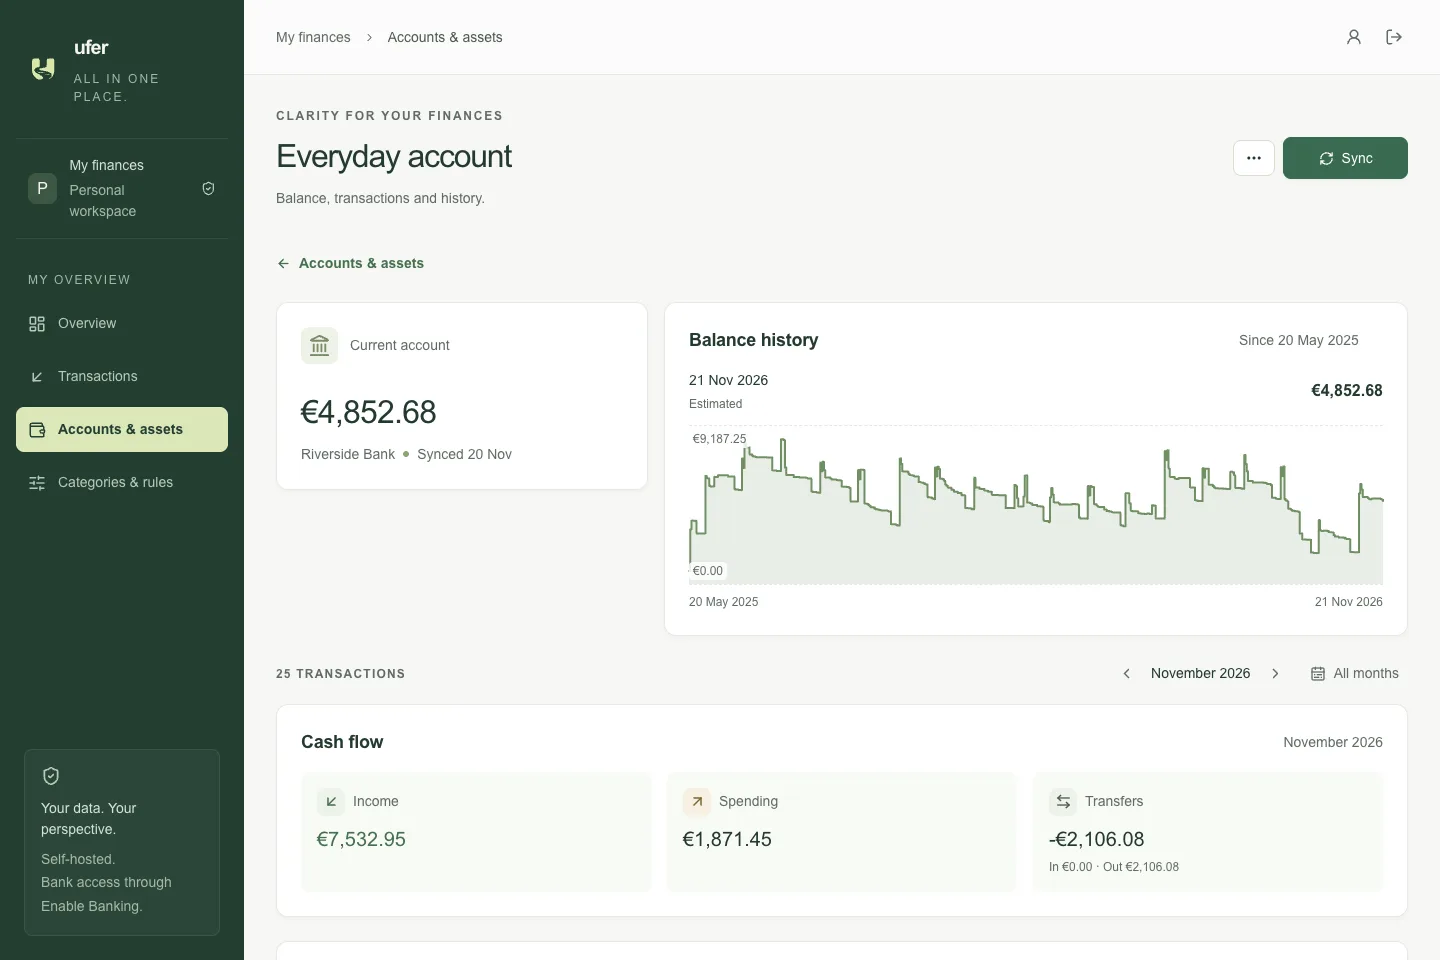 ufer
ALL IN ONE
PLACE.
P
My finances
Personal
workspace
MY OVERVIEW
Overview
Transactions
Accounts & assets
Categories & rules
Your data. Your
perspective.
Self-hosted.
Bank access through
Enable Banking.
My finances
Accounts & assets
CLARITY FOR YOUR FINANCES
Everyday account
Balance, transactions and history.
Sync
Accounts & assets
Current account
€4,852.68
Riverside Bank • Synced 20 Nov
Balance history
Since 20 May 2025
21 Nov 2026
Estimated
€4,852.68
€9,187.25
€0.00
20 May 2025
21 Nov 2026
25 TRANSACTIONS
November 2026
All months
Cash flow
November 2026
Income
€7,532.95
Spending
€1,871.45
Transfers
-€2,106.08
In €0.00 · Out €2,106.08